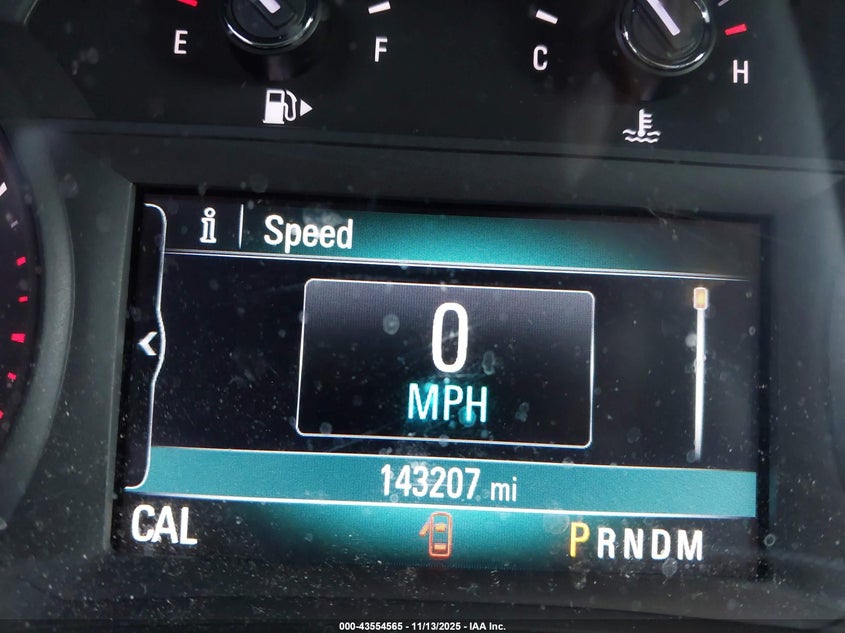 E F C H
i Speed
0
MPH
143207 mi
CAL PRNDM
000-43554565 - 11/13/2025 - IAA Inc.